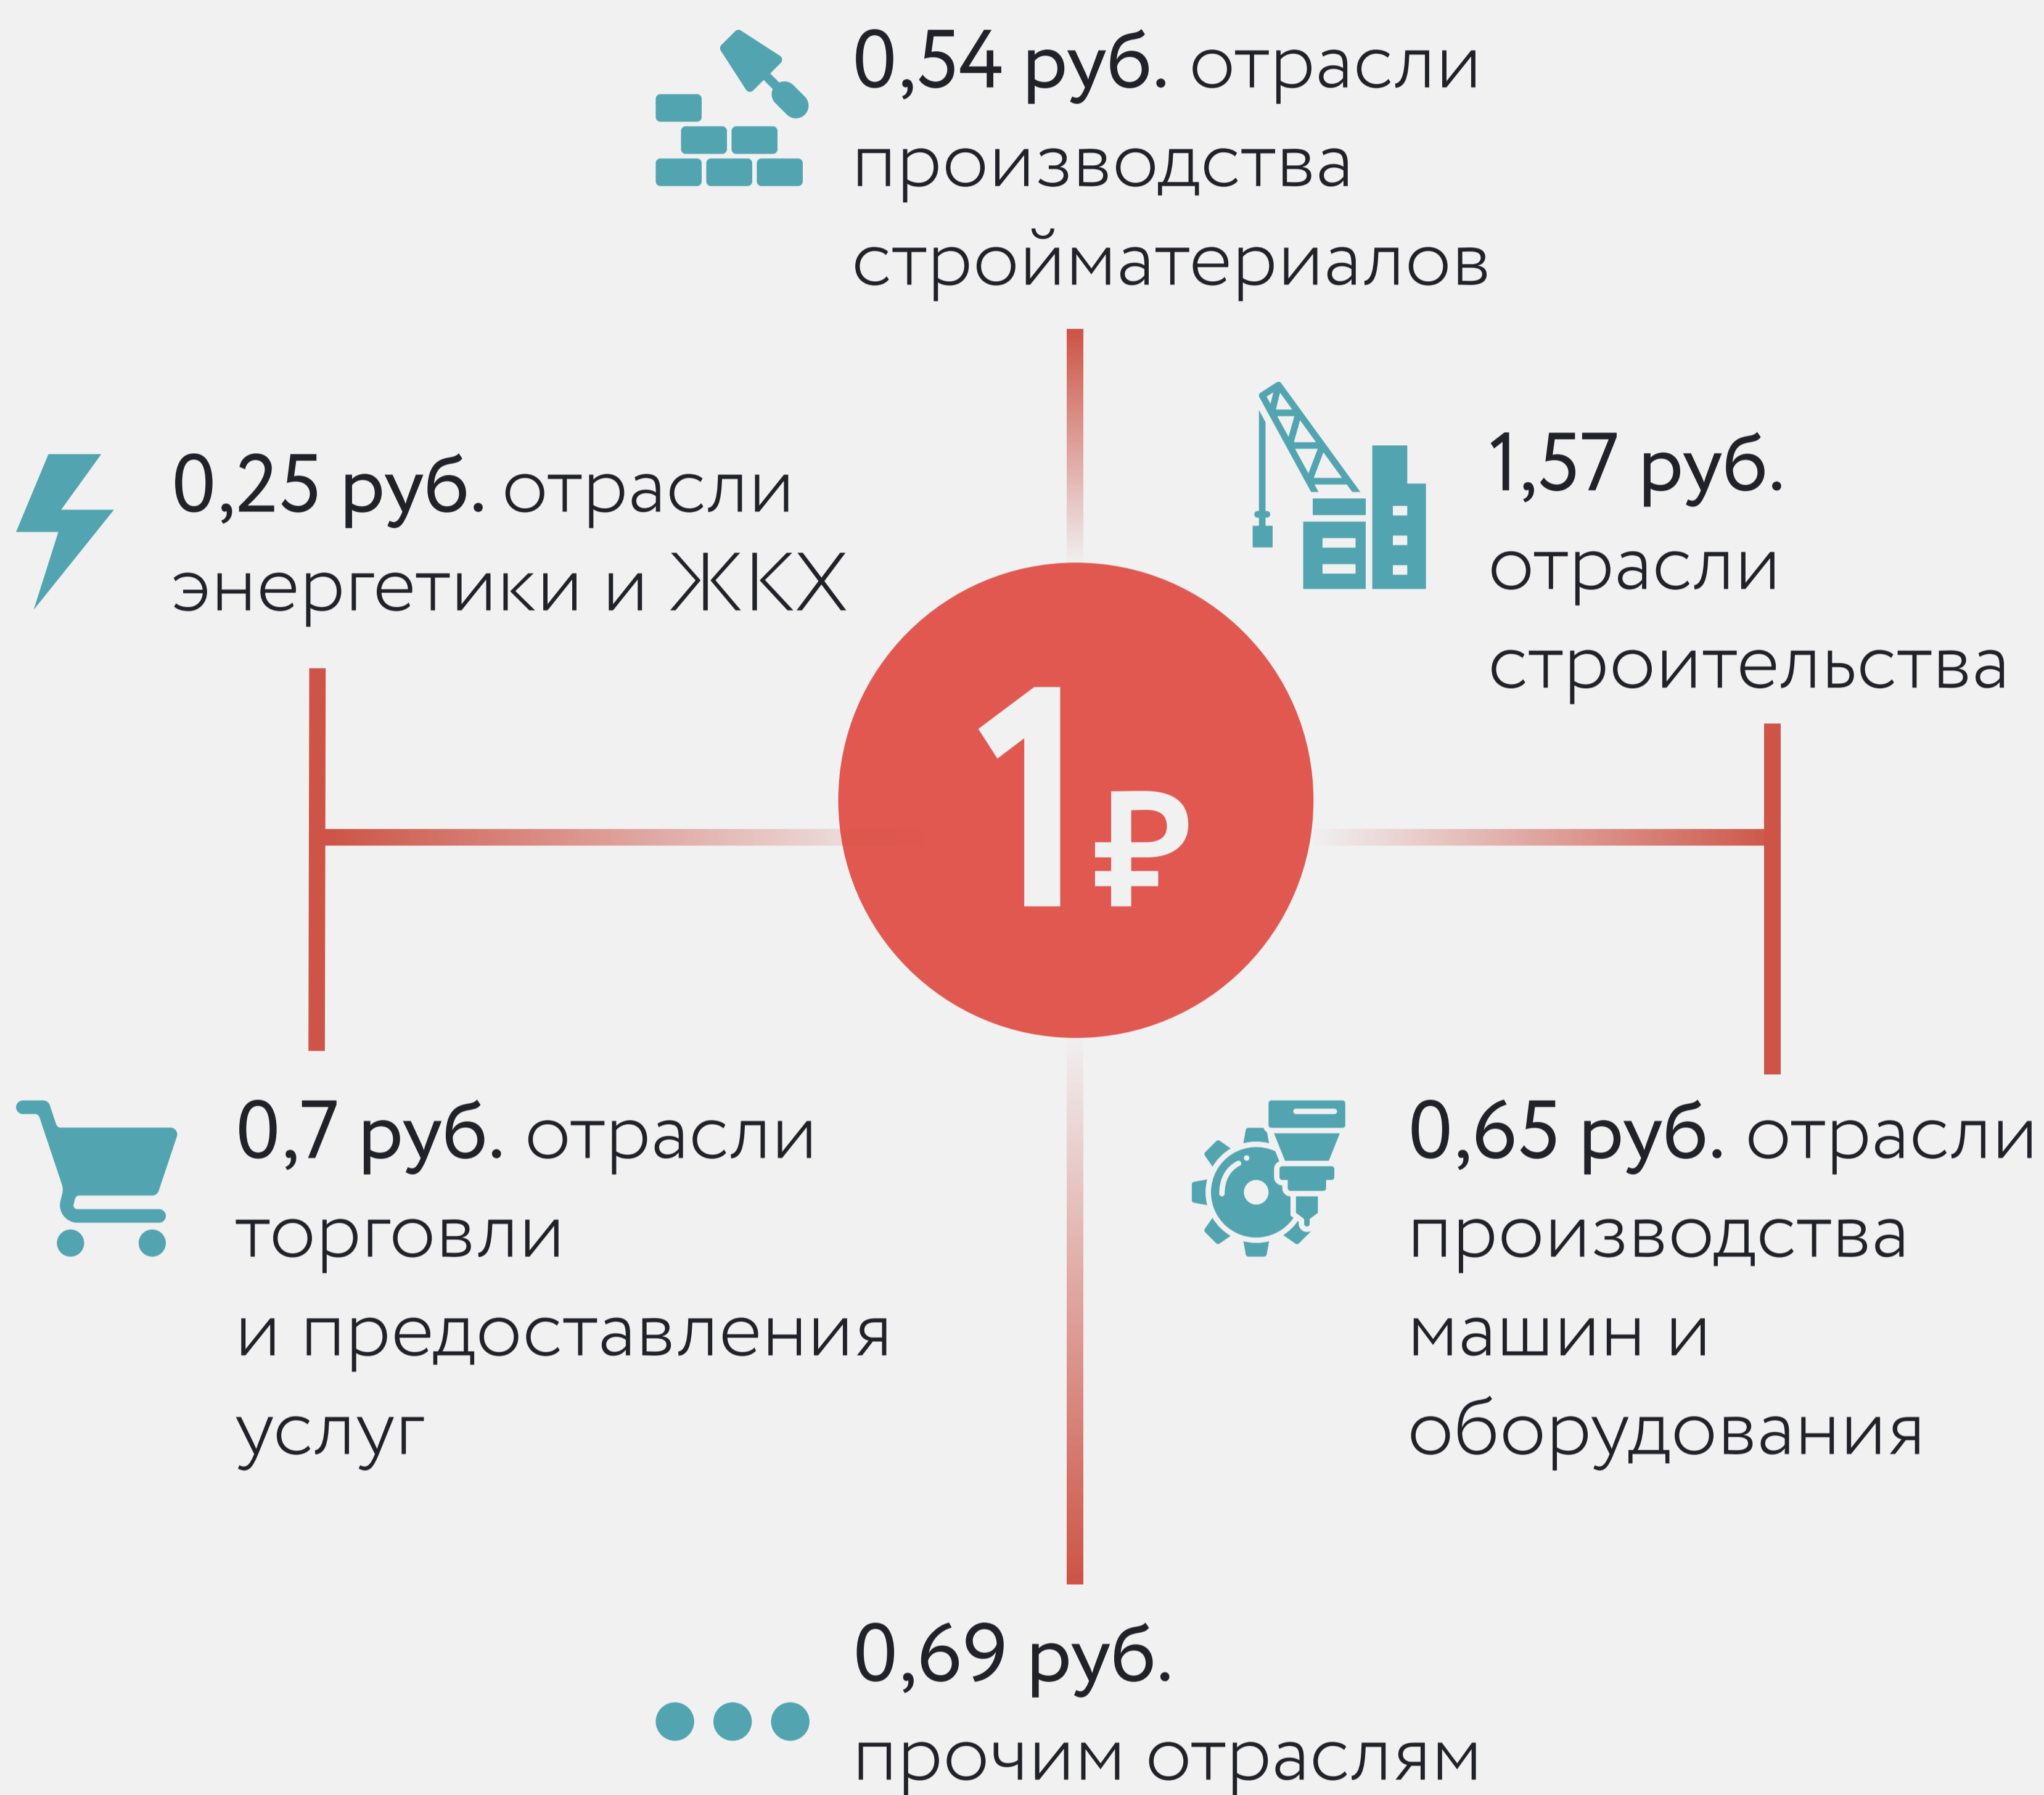 0,54 руб. отрасли
производства
стройматериалов
0,25 руб. отрасли
энергетики и ЖКХ
1,57 руб.
отрасли
строительства
1₽
0,7 руб. отрасли
торговли
и предоставления
услуг
0,65 руб. отрасли
производства
машин и
оборудования
0,69 руб.
прочим отраслям